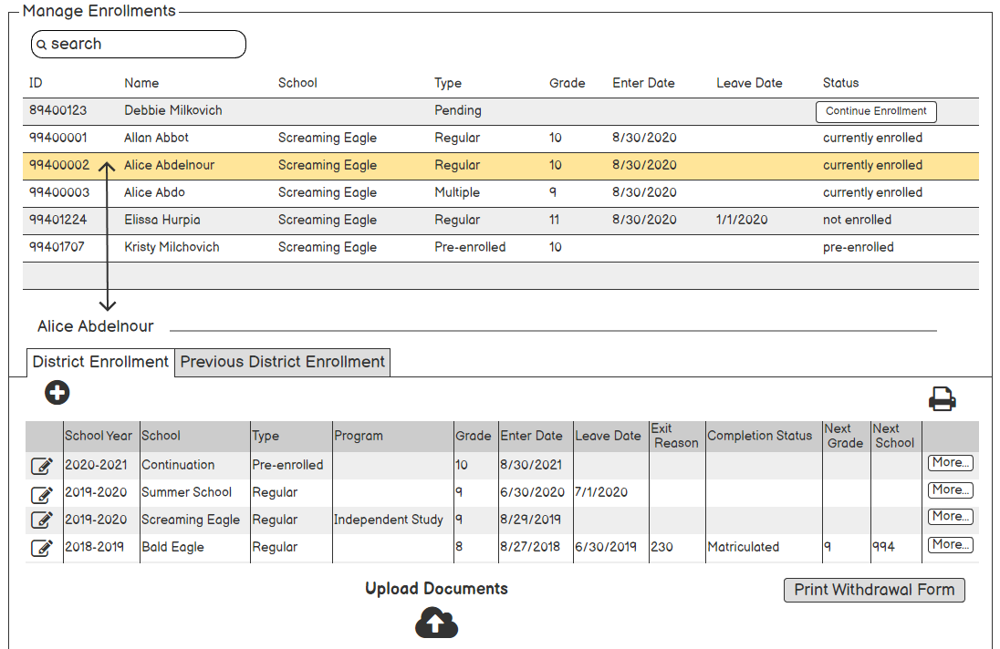 Manage Enrollments
search
ID Name School Type Grade Enter Date Leave Date Status
89400123 Debbie Milkovich Pending Continue Enrollment
99400001 Allan Abbot Screaming Eagle Regular 10 8/30/2020 currently enrolled
99400002 Alice Abdelnour Screaming Eagle Regular 10 8/30/2020 currently enrolled
99400003 Alice Abdo Screaming Eagle Multiple 9 8/30/2020 currently enrolled
99401224 Elissa Hurpia Screaming Eagle Regular 11 8/30/2020 1/1/2020 not enrolled
99401707 Kristy Milchovich Screaming Eagle Pre-enrolled 10 pre-enrolled
Alice Abdelnour
District Enrollment Previous District Enrollment
School Year School Type Program Grade Enter Date Leave Date Exit Reason Completion Status Next Grade Next School
2020-2021 Continuation Pre-enrolled 10 8/30/2021 More...
2019-2020 Summer School Regular 9 6/30/2020 7/1/2020 More...
2019-2020 Screaming Eagle Regular Independent Study 9 8/29/2019 More...
2018-2019 Bald Eagle Regular 8 8/27/2018 6/30/2019 230 Matriculated 9 994 More...
Upload Documents Print Withdrawal Form